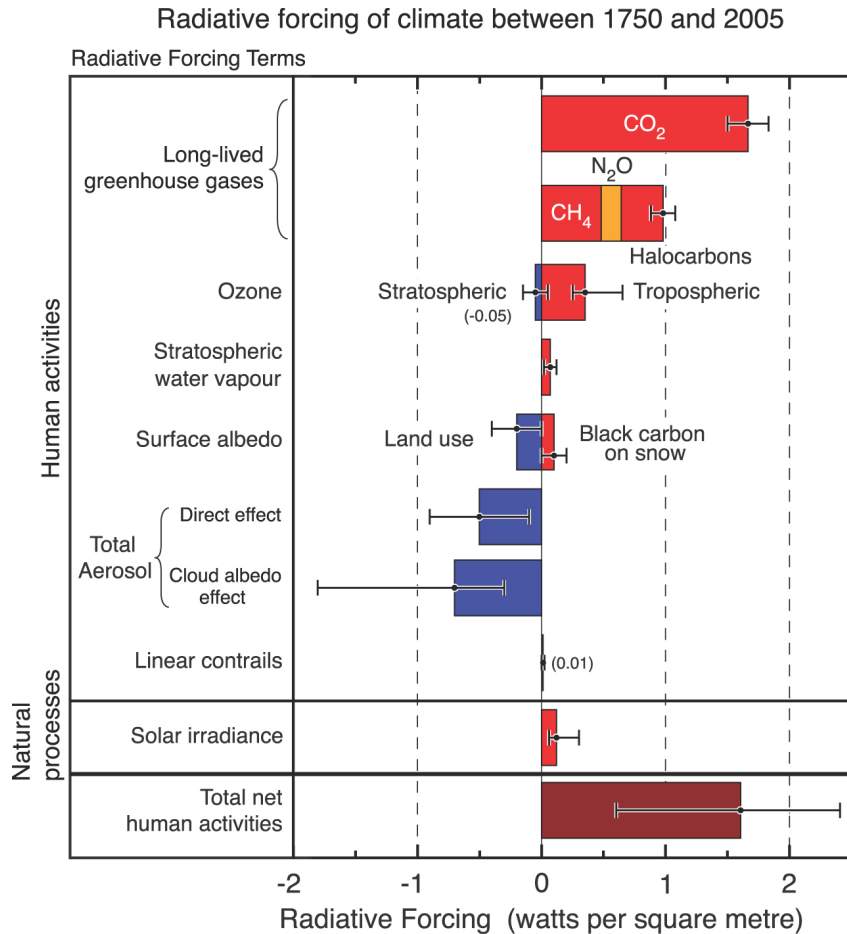 Radiative forcing of climate between 1750 and 2005
Radiative Forcing Terms
Human activities
Long-lived
greenhouse gases
CO₂
N₂O
CH₄
Halocarbons
Ozone
Stratospheric
(-0.05)
Tropospheric
Stratospheric
water vapour
Surface albedo
Land use
Black carbon
on snow
Total
Aerosol
Direct effect
Cloud albedo
effect
Linear contrails
(0.01)
Natural
processes
Solar irradiance
Total net
human activities
-2 -1 0 1 2
Radiative Forcing (watts per square metre)